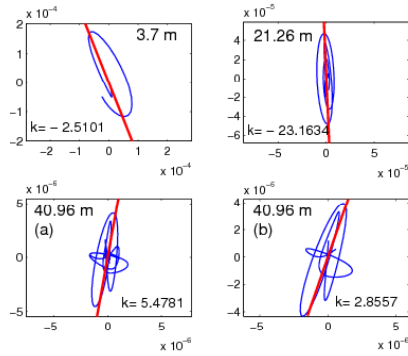 x 10⁻⁴
3.7 m
2
1
0
-1
-2
k= - 2.5101
-2 -1 0 1 2
x 10⁻⁴
x 10⁻⁵
21.26 m
4
2
0
-2
-4
-6
k= - 23.1634
-5 0 5
x 10⁻⁵
x 10⁻⁶
40.96 m
(a)
5
0
-5
k= 5.4781
-5 0 5
x 10⁻⁶
x 10⁻⁶
40.96 m
(b)
4
2
0
-2
-4
k= 2.8557
-5 0 5
x 10⁻⁶